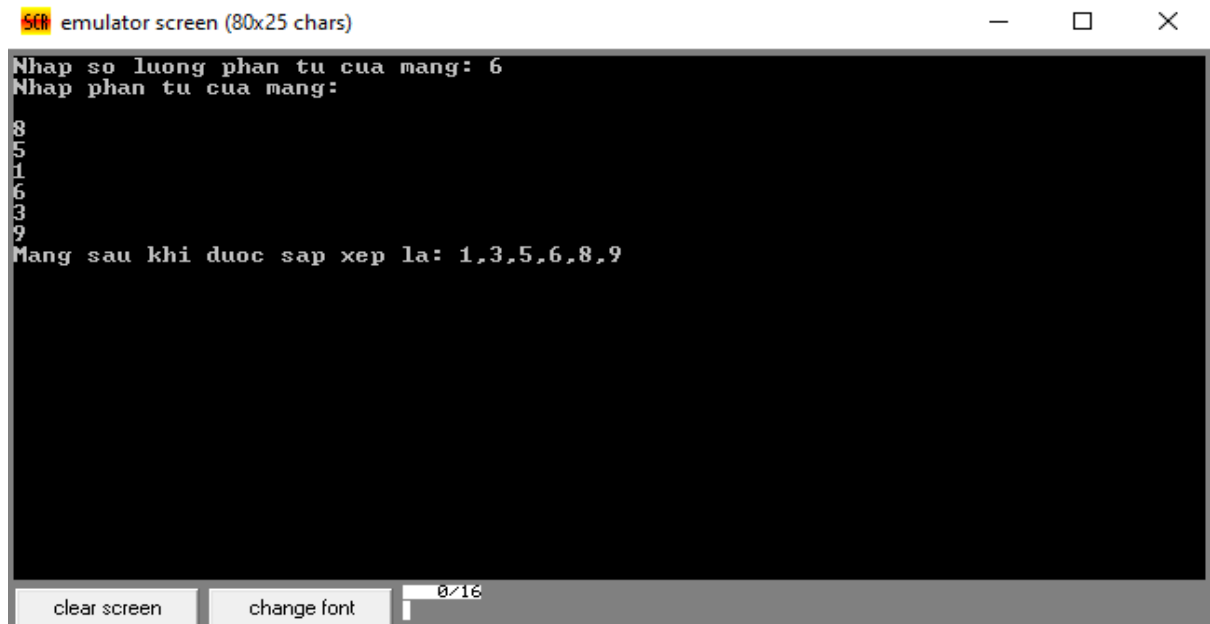 SCR emulator screen (80x25 chars)
Nhap so luong phan tu cua mang: 6
Nhap phan tu cua mang:
8
5
1
6
3
9
Mang sau khi duoc sap xep la: 1,3,5,6,8,9
clear screen
change font
0/16